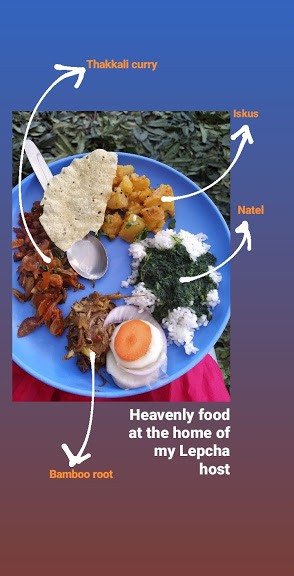 Thakkali curry
Iskus
Natel
Heavenly food
at the home of
my Lepcha
host
Bamboo root